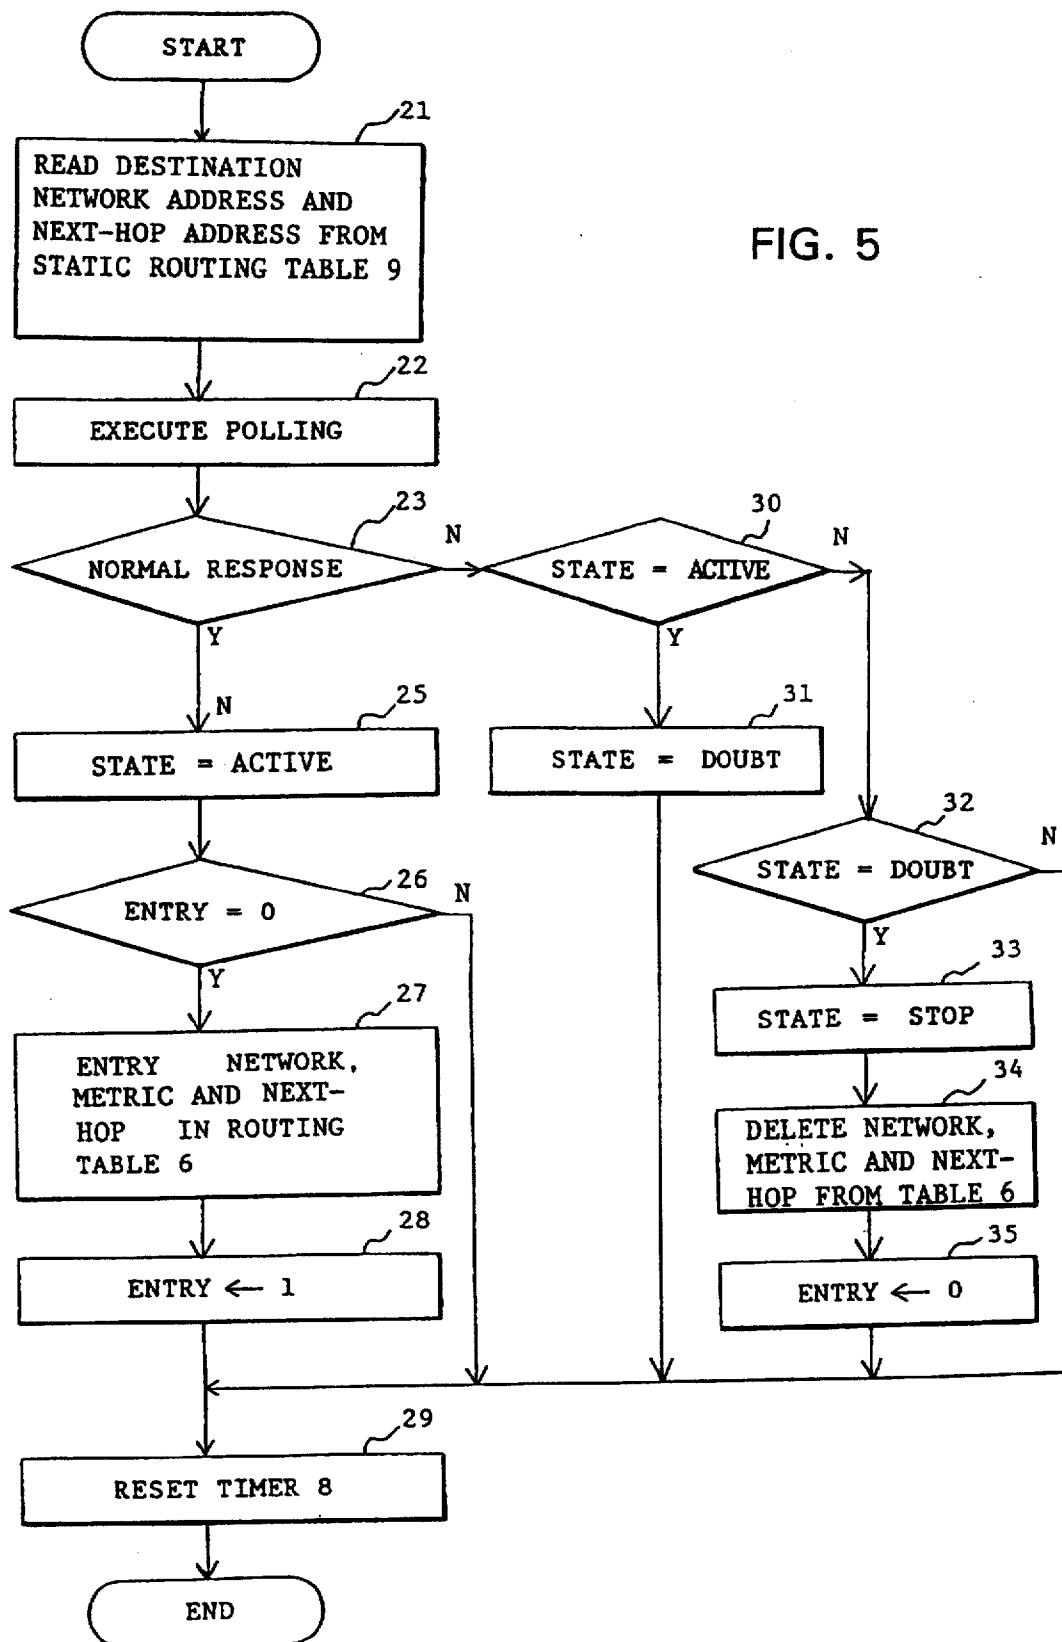 START
21
READ DESTINATION
NETWORK ADDRESS AND
NEXT-HOP ADDRESS FROM
STATIC ROUTING TABLE 9
FIG. 5
22
EXECUTE POLLING
23
NORMAL RESPONSE
N
30
STATE = ACTIVE
N
Y
Y
N
25
STATE = ACTIVE
31
STATE = DOUBT
32
STATE = DOUBT
N
26
ENTRY = 0
N
Y
Y
33
STATE = STOP
27
ENTRY NETWORK,
METRIC AND NEXT-
HOP IN ROUTING
TABLE 6
34
DELETE NETWORK,
METRIC AND NEXT-
HOP FROM TABLE 6
28
ENTRY ← 1
35
ENTRY ← 0
29
RESET TIMER 8
END